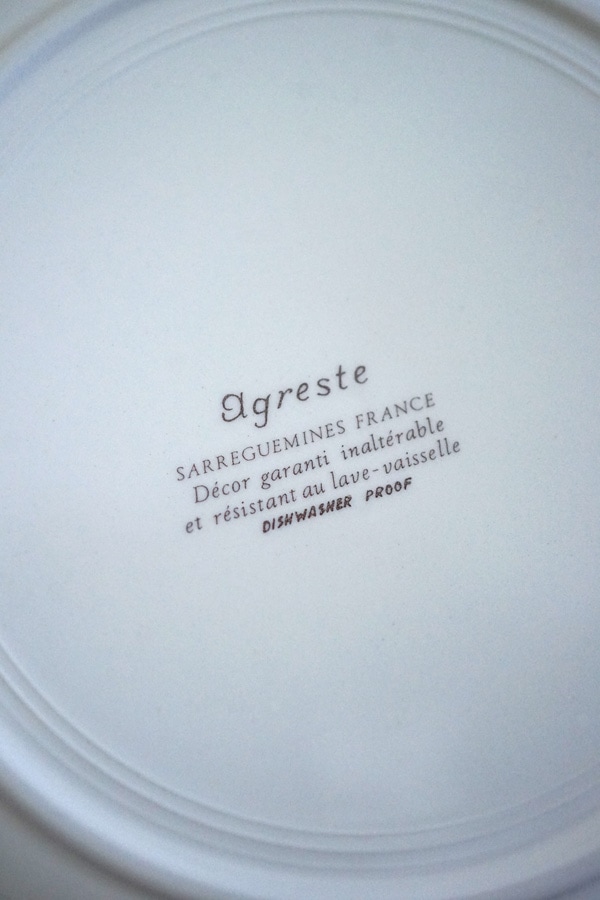 Agreste
SARREGUEMINES FRANCE
Décor garanti inaltérable
et résistant au lave-vaisselle
DISHWASHER PROOF